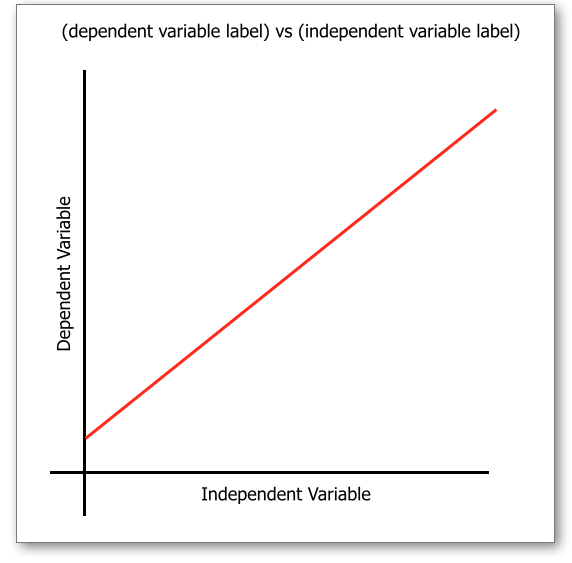 (dependent variable label) vs (independent variable label)
Dependent Variable
Independent Variable